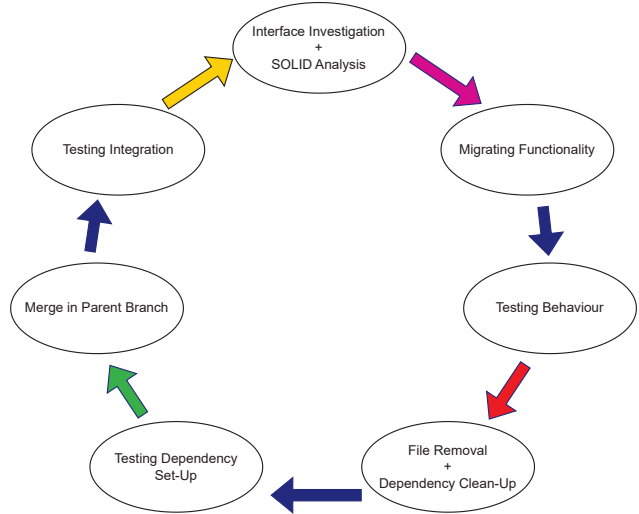 Interface Investigation
+
SOLID Analysis
Migrating Functionality
Testing Behaviour
File Removal
+
Dependency Clean-Up
Testing Dependency
Set-Up
Merge in Parent Branch
Testing Integration